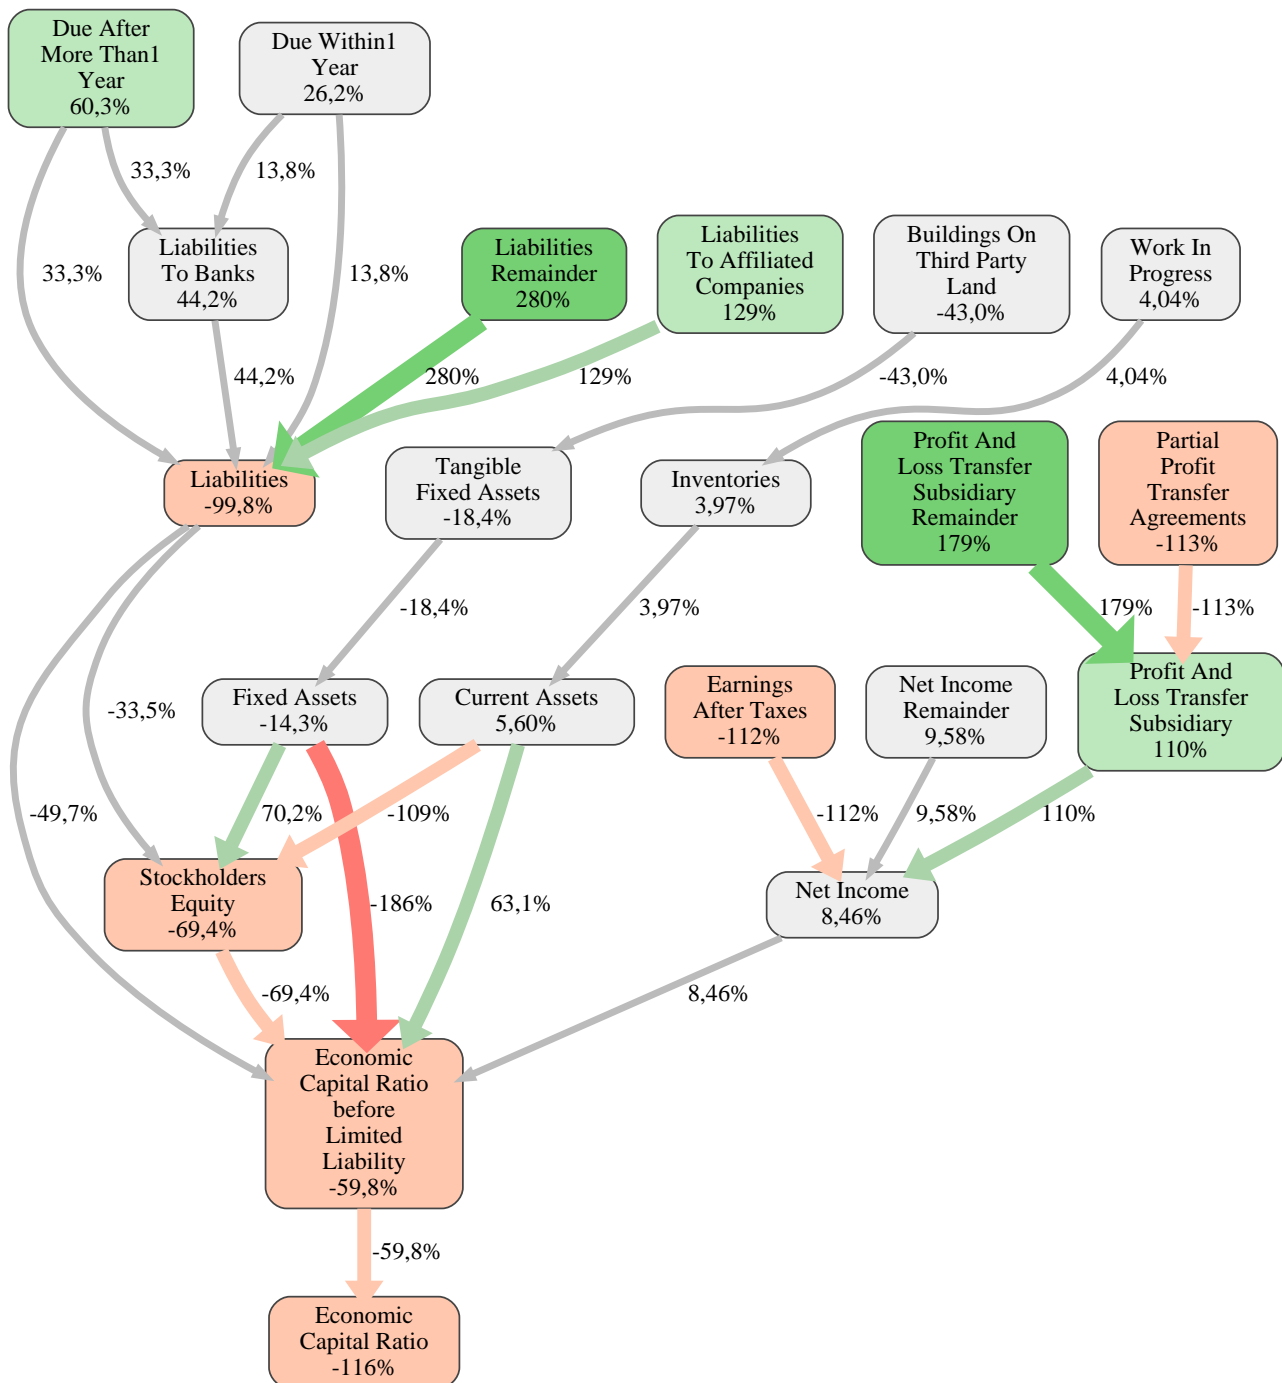 Due After
More Than1
Year
60,3%
Due Within1
Year
26,2%
33,3%
13,8%
Liabilities
To Banks
44,2%
Liabilities
Remainder
280%
Liabilities
To Affiliated
Companies
129%
Buildings On
Third Party
Land
-43,0%
Work In
Progress
4,04%
33,3%
13,8%
44,2%
280%
129%
-43,0%
4,04%
Liabilities
-99,8%
Tangible
Fixed Assets
-18,4%
Inventories
3,97%
Profit And
Loss Transfer
Subsidiary
Remainder
179%
Partial
Profit
Transfer
Agreements
-113%
-18,4%
3,97%
179%
-113%
Fixed Assets
-14,3%
Current Assets
5,60%
Earnings
After Taxes
-112%
Net Income
Remainder
9,58%
Profit And
Loss Transfer
Subsidiary
110%
-33,5%
-49,7%
70,2%
-109%
-112%
9,58%
110%
Stockholders
Equity
-69,4%
-186%
63,1%
Net Income
8,46%
-69,4%
8,46%
Economic
Capital Ratio
before
Limited
Liability
-59,8%
-59,8%
Economic
Capital Ratio
-116%